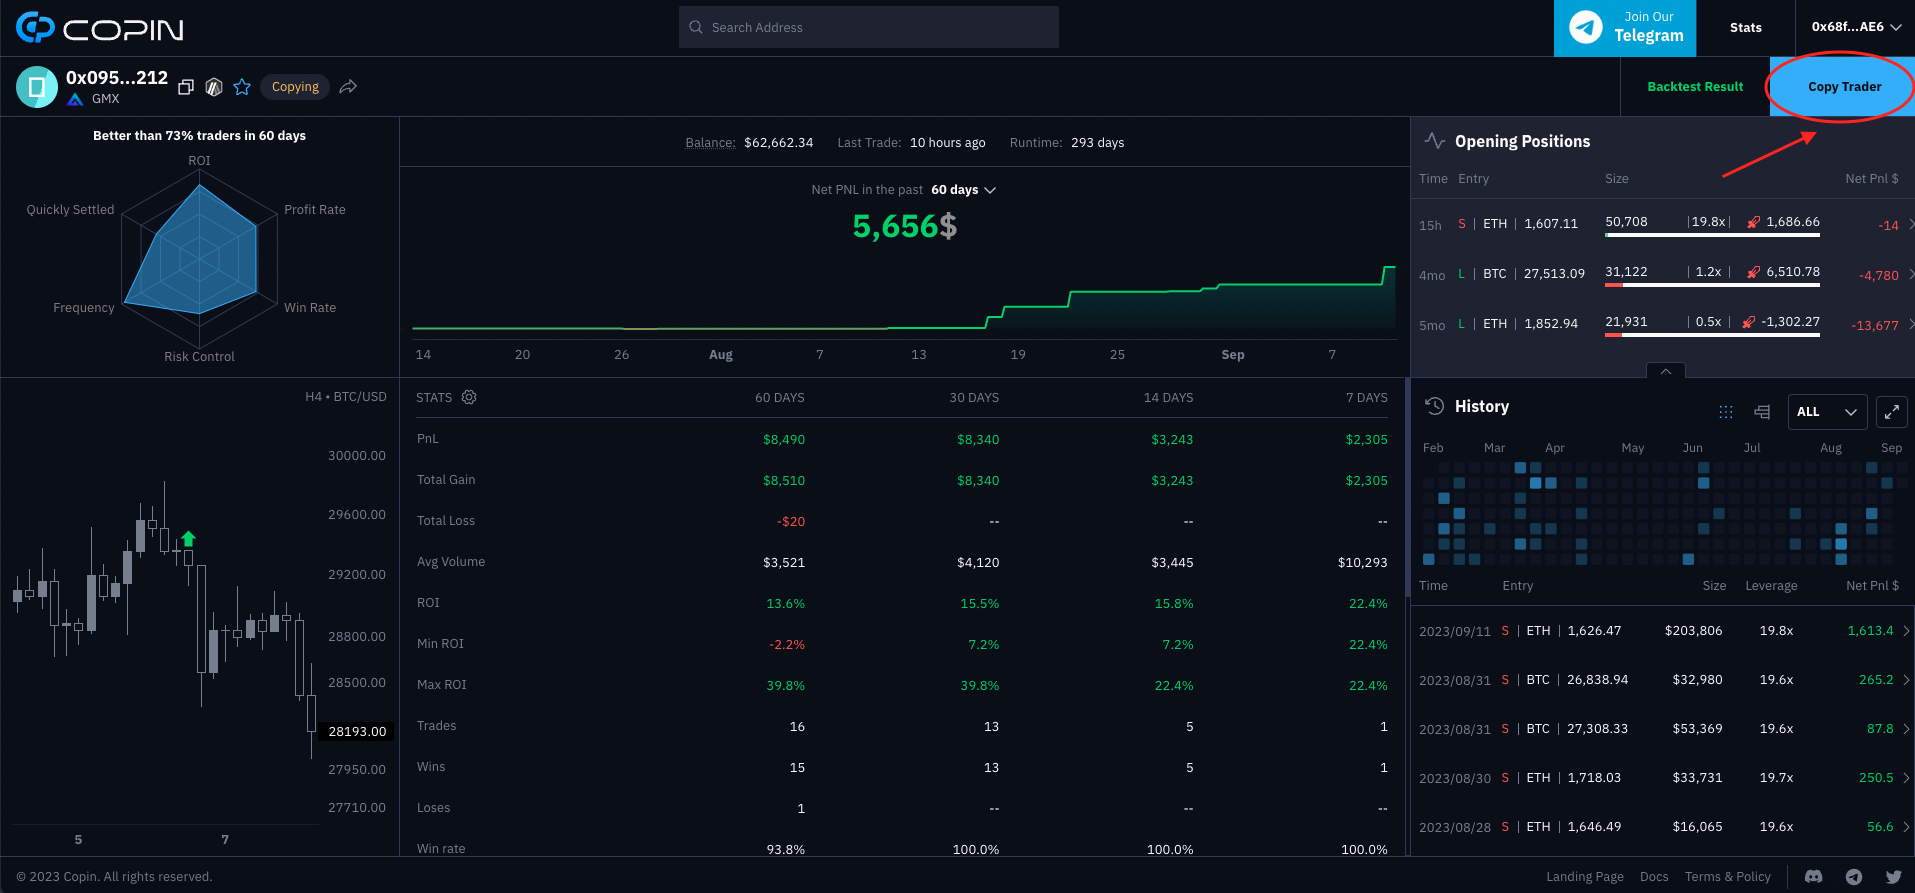 COPIN
Search Address
Join Our
Telegram
Stats
0x68f...AE6
0x095...212
GMX
Copying
Backtest Result
Copy Trader
Better than 73% traders in 60 days
ROI
Quickly Settled
Profit Rate
Frequency
Win Rate
Risk Control
Balance: $62,662.34 Last Trade: 10 hours ago Runtime: 293 days
Net PNL in the past 60 days
5,656$
14 20 26 Aug 7 13 19 25 Sep 7
Opening Positions
Time Entry Size Net Pnl $
15h S | ETH | 1,607.11 50,708 | 19.8x | 1,686.66 -14
4mo L | BTC | 27,513.09 31,122 | 1.2x | 6,510.78 -4,780
5mo L | ETH | 1,852.94 21,931 | 0.5x | -1,302.27 -13,677
H4 • BTC/USD
30000.00
29600.00
29200.00
28800.00
28500.00
28193.00
27950.00
27710.00
5 7
STATS 60 DAYS 30 DAYS 14 DAYS 7 DAYS
PnL $8,490 $8,340 $3,243 $2,305
Total Gain $8,510 $8,340 $3,243 $2,305
Total Loss -$20 -- -- --
Avg Volume $3,521 $4,120 $3,445 $10,293
ROI 13.6% 15.5% 15.8% 22.4%
Min ROI -2.2% 7.2% 7.2% 22.4%
Max ROI 39.8% 39.8% 22.4% 22.4%
Trades 16 13 5 1
Wins 15 13 5 1
Loses 1 -- -- --
Win rate 93.8% 100.0% 100.0% 100.0%
History
ALL
Feb Mar Apr May Jun Jul Aug Sep
Time Entry Size Leverage Net Pnl $
2023/09/11 S | ETH | 1,626.47 $203,806 19.8x 1,613.4
2023/08/31 S | BTC | 26,838.94 $32,980 19.6x 265.2
2023/08/31 S | BTC | 27,308.33 $53,369 19.6x 87.8
2023/08/30 S | ETH | 1,718.03 $33,731 19.7x 250.5
2023/08/28 S | ETH | 1,646.49 $16,065 19.6x 56.6
© 2023 Copin. All rights reserved.
Landing Page Docs Terms & Policy